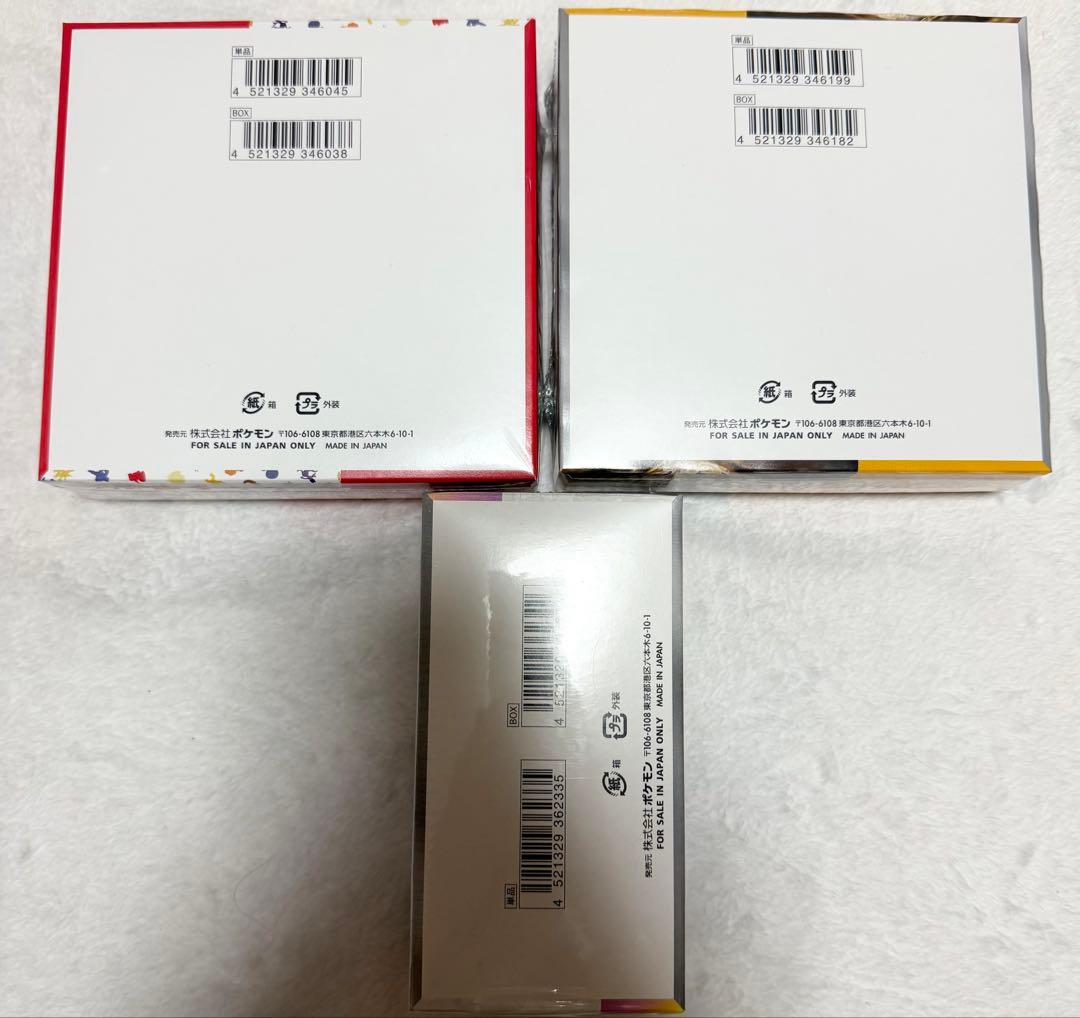 単品
4 521329 346045
BOX
4 521329 346038
紙 箱 プラ 外装
発売元 株式会社ポケモン 〒106-6108 東京都港区六本木6-10-1
FOR SALE IN JAPAN ONLY MADE IN JAPAN
単品
4 521329 346199
BOX
4 521329 346182
紙 箱 プラ 外装
発売元 株式会社ポケモン 〒106-6108 東京都港区六本木6-10-1
FOR SALE IN JAPAN ONLY MADE IN JAPAN
単品
4 521329 362335
BOX
紙 箱 プラ 外装
発売元 株式会社ポケモン 〒106-6108 東京都港区六本木6-10-1
FOR SALE IN JAPAN ONLY MADE IN JAPAN